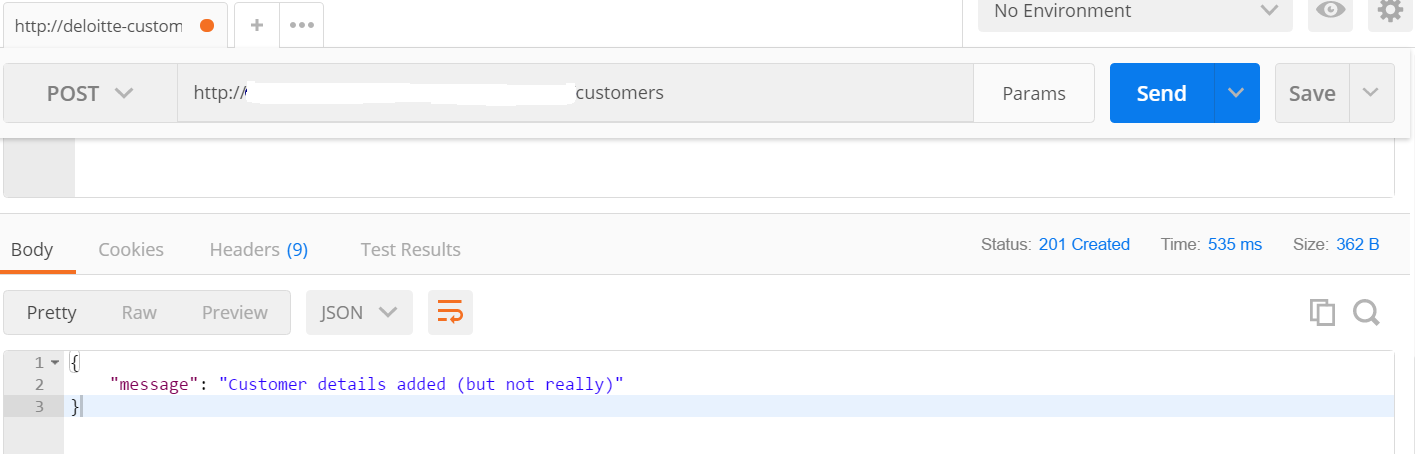 http://deloitte-custom
No Environment
POST http:// customers Params Send Save
Body Cookies Headers (9) Test Results Status: 201 Created Time: 535 ms Size: 362 B
Pretty Raw Preview JSON
1 {
2 "message": "Customer details added (but not really)"
3 }